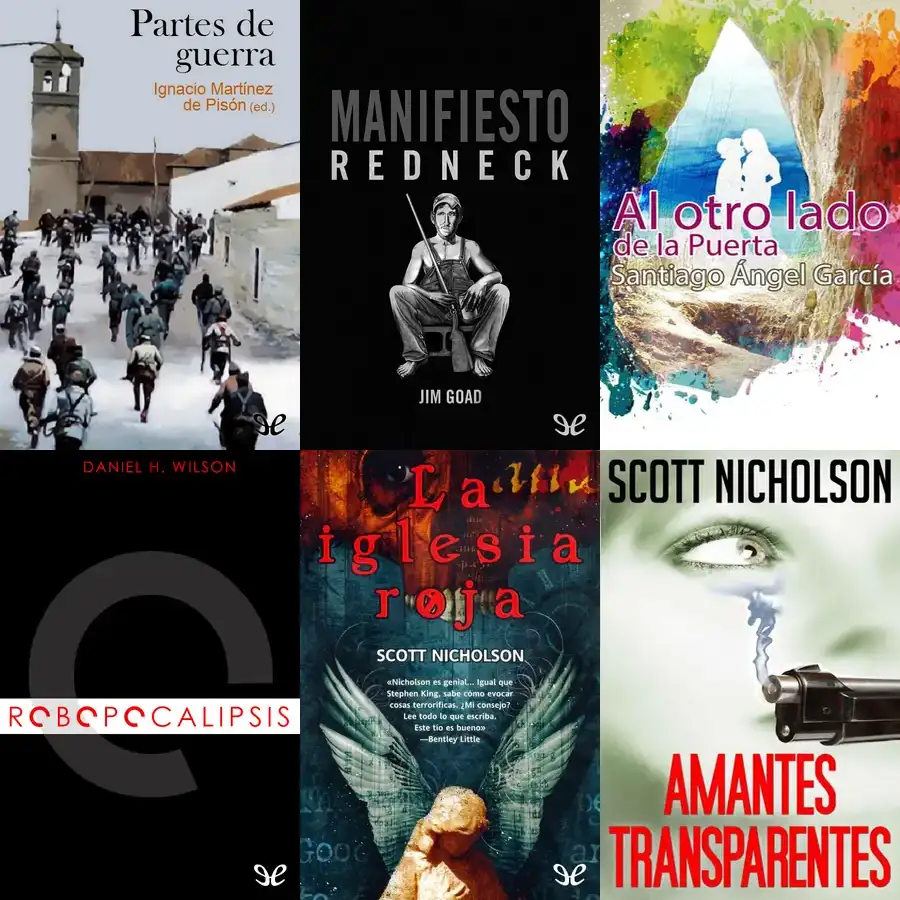 Partes de
guerra
Ignacio Martínez
de Pisón (ed.)
MANIFIESTO
REDNECK
JIM GOAD
Al otro lado
de la Puerta
Santiago Ángel García
DANIEL H. WILSON
ROBOPOCALIPSIS
La
iglesia
roja
SCOTT NICHOLSON
«Nicholson es genial... Igual que
Stephen King, sabe cómo evocar
cosas terroríficas. ¿Mi consejo?
Lee todo lo que escriba.
Este tío es bueno»
—Bentley Little
SCOTT NICHOLSON
AMANTES
TRANSPARENTES